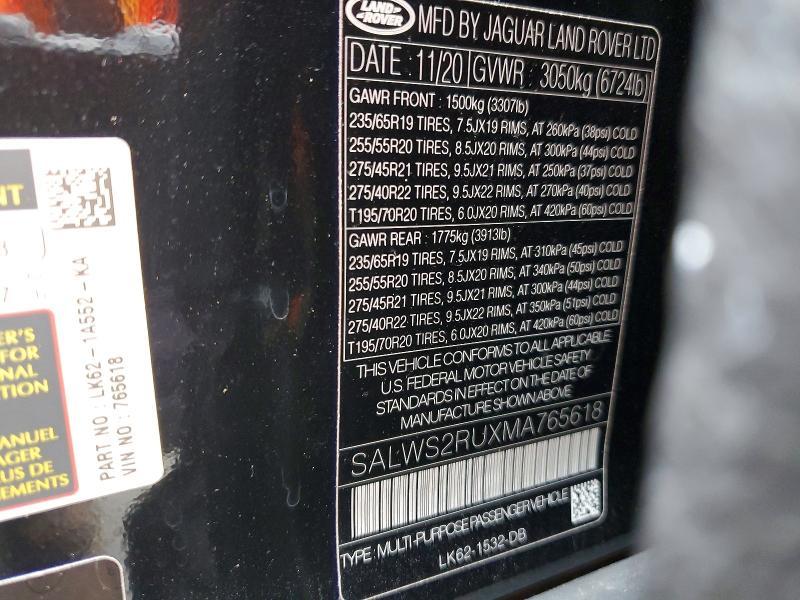 LAND
ROVER
MFD BY JAGUAR LAND ROVER LTD
DATE 11/20 GVWR : 3050kg (6724lb)
GAWR FRONT : 1500kg (3307lb)
235/65R19 TIRES, 7.5JX19 RIMS, AT 260kPa (38psi) COLD
255/55R20 TIRES, 8.5JX20 RIMS, AT 300kPa (44psi) COLD
275/45R21 TIRES, 9.5JX21 RIMS, AT 250kPa (37psi) COLD
275/40R22 TIRES, 9.5JX22 RIMS, AT 270kPa (40psi) COLD
T195/70R20 TIRES, 6.0JX20 RIMS, AT 420kPa (60psi) COLD
GAWR REAR : 1775kg (3913lb)
235/65R19 TIRES, 7.5JX19 RIMS, AT 310kPa (45psi) COLD
255/55R20 TIRES, 8.5JX20 RIMS, AT 340kPa (50psi) COLD
275/45R21 TIRES, 9.5JX21 RIMS, AT 300kPa (44psi) COLD
275/40R22 TIRES, 9.5JX22 RIMS, AT 350kPa (51psi) COLD
T195/70R20 TIRES, 6.0JX20 RIMS, AT 420kPa (60psi) COLD
THIS VEHICLE CONFORMS TO ALL APPLICABLE
U.S. FEDERAL MOTOR VEHICLE SAFETY
STANDARDS IN EFFECT ON THE DATE OF
MANUFACTURE SHOWN ABOVE
SALWS2RUXMA765618
TYPE : MULTI-PURPOSE PASSENGER VEHICLE
LK62-1532-DB
NT
ER'S
FOR
NAL
TION
MANUEL
AGER
US DE
EMENTS
PART NO : LK62-1A552-KA
VIN NO : 765618